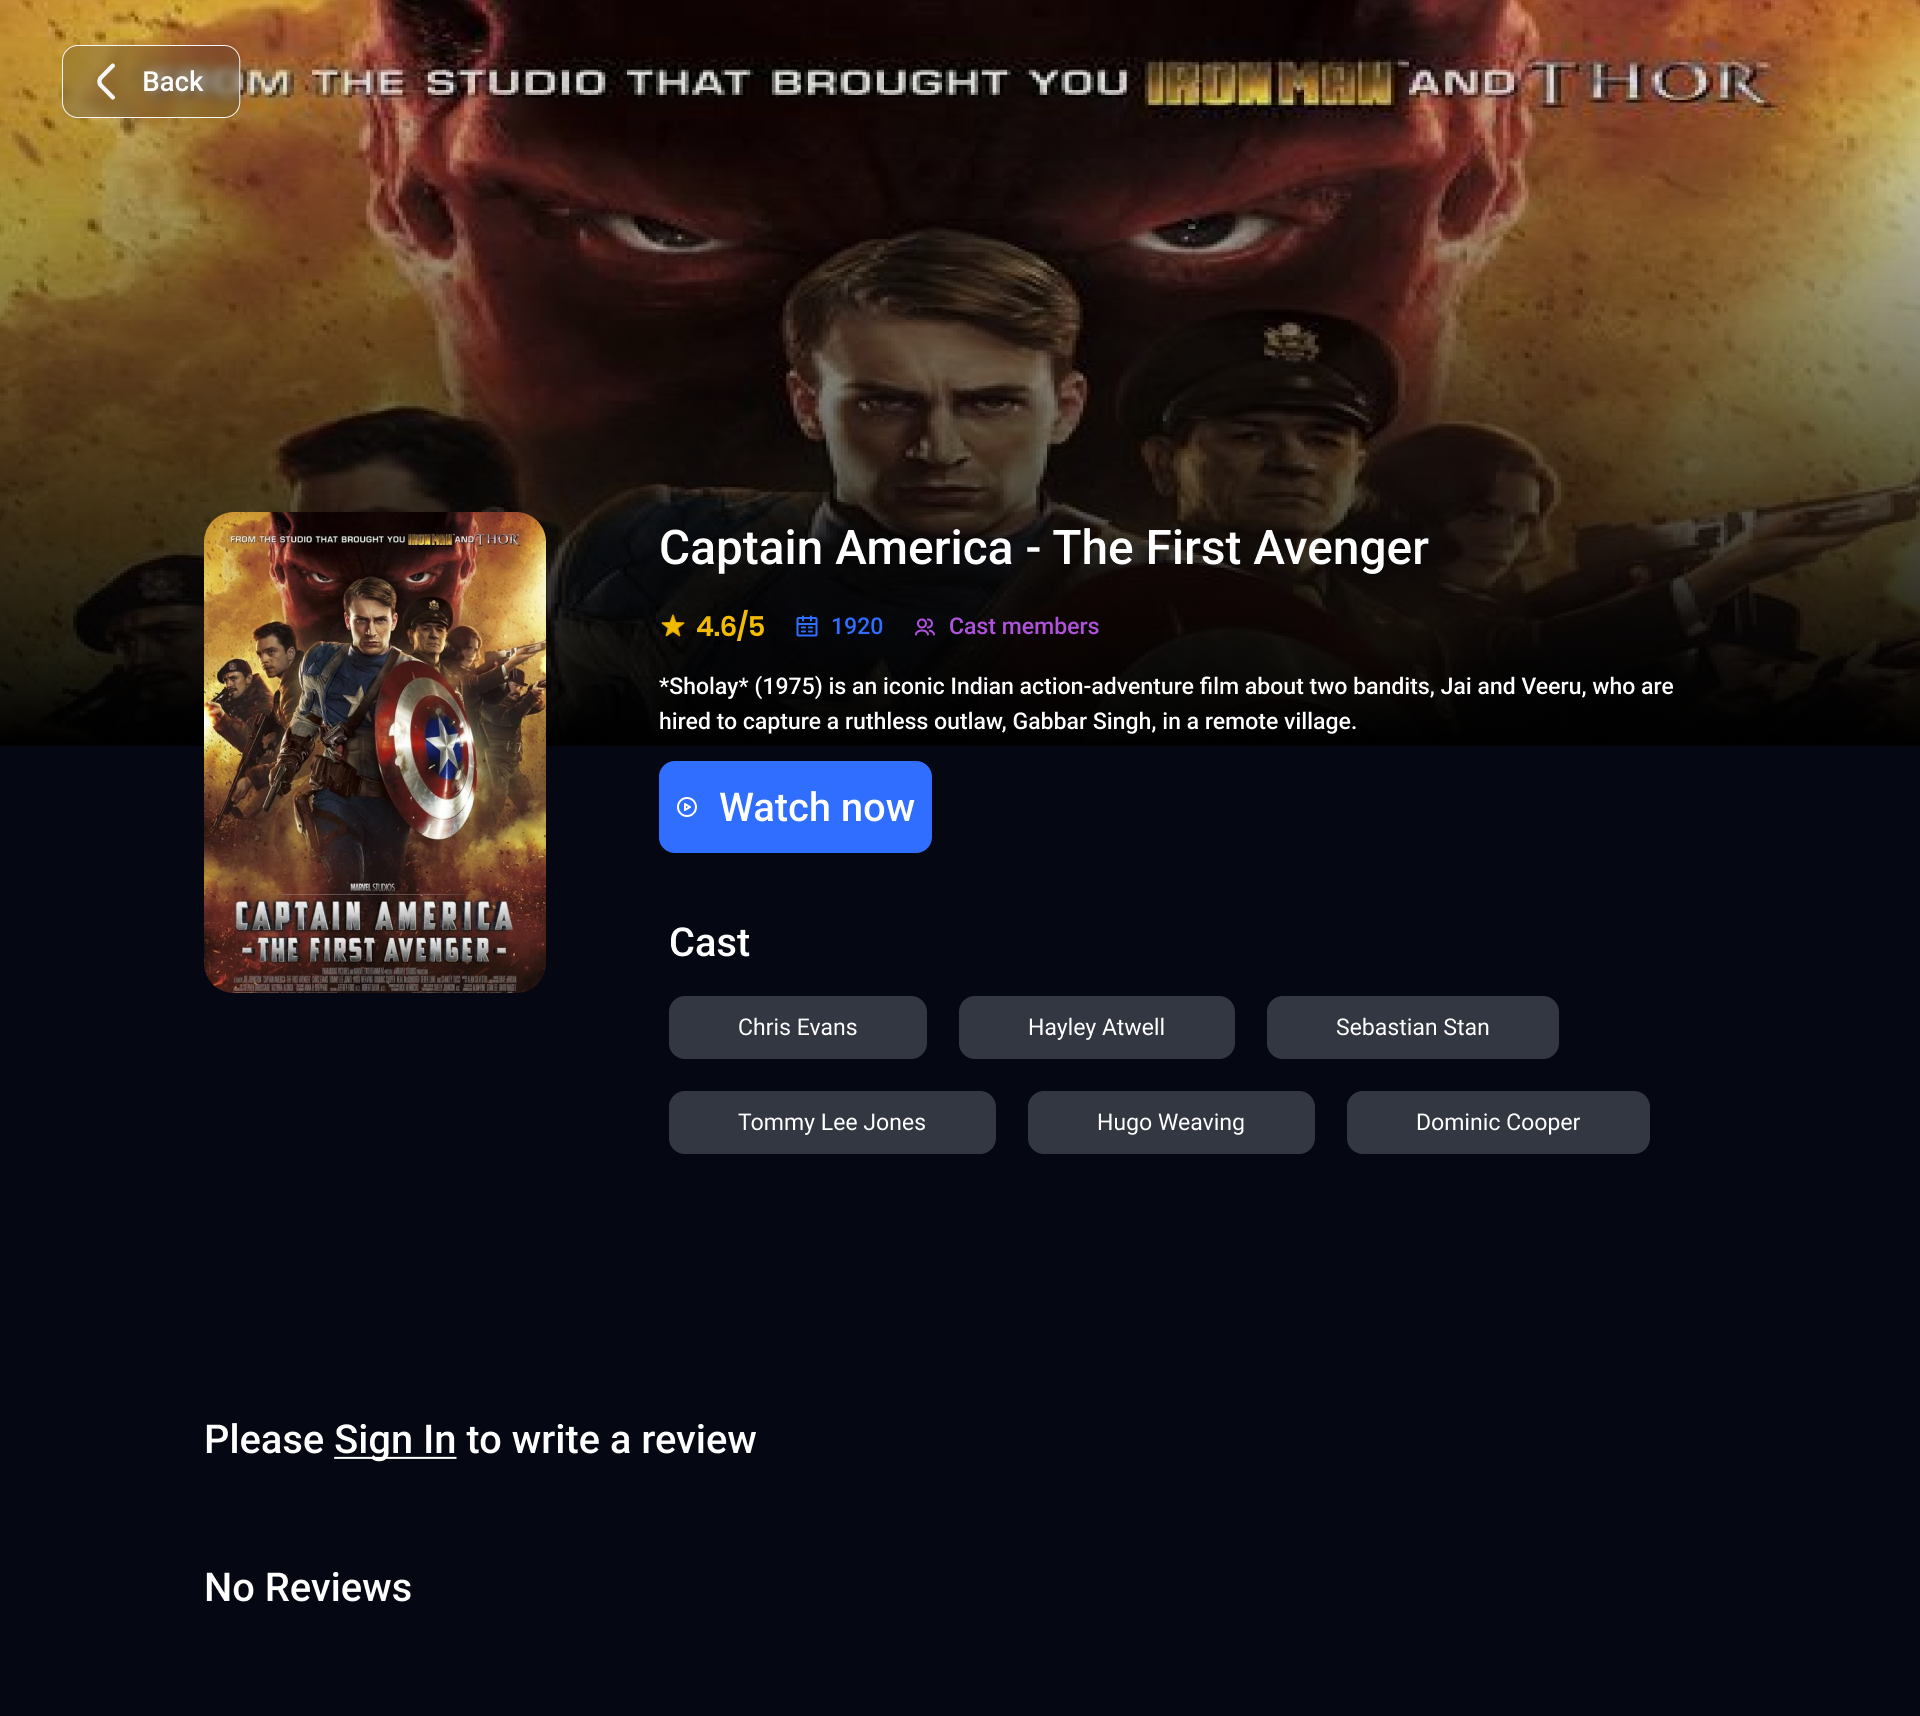 Back
OM THE STUDIO THAT BROUGHT YOU IRON MAN AND THOR
FROM THE STUDIO THAT BROUGHT YOU IRON MAN AND THOR
MARVEL STUDIOS
CAPTAIN AMERICA
-THE FIRST AVENGER-
Captain America - The First Avenger
4.6/5 1920 Cast members
*Sholay* (1975) is an iconic Indian action-adventure film about two bandits, Jai and Veeru, who are
hired to capture a ruthless outlaw, Gabbar Singh, in a remote village.
Watch now
Cast
Chris Evans Hayley Atwell Sebastian Stan
Tommy Lee Jones Hugo Weaving Dominic Cooper
Please Sign In to write a review
No Reviews